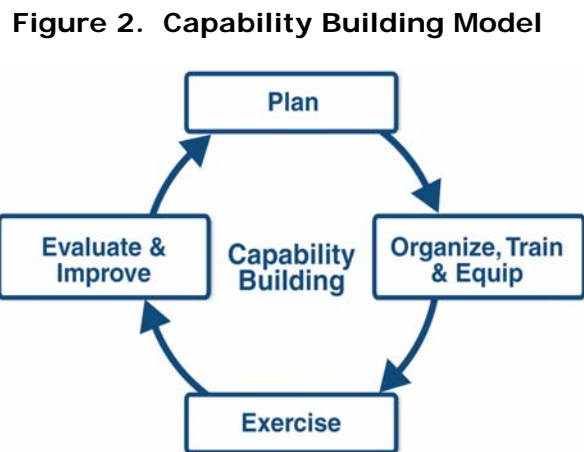 Figure 2.  Capability Building Model
Plan
Evaluate &
Improve
Capability
Building
Organize, Train
& Equip
Exercise